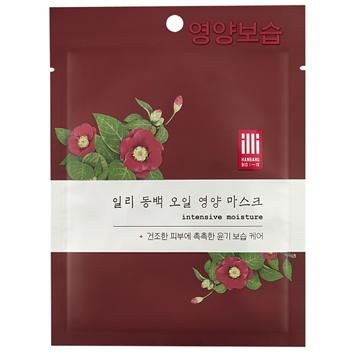 영양보습
illi
HANBANG
일리 동백 오일 영양 마스크
intensive moisture
+ 건조한 피부에 촉촉한 윤기 보습 케어